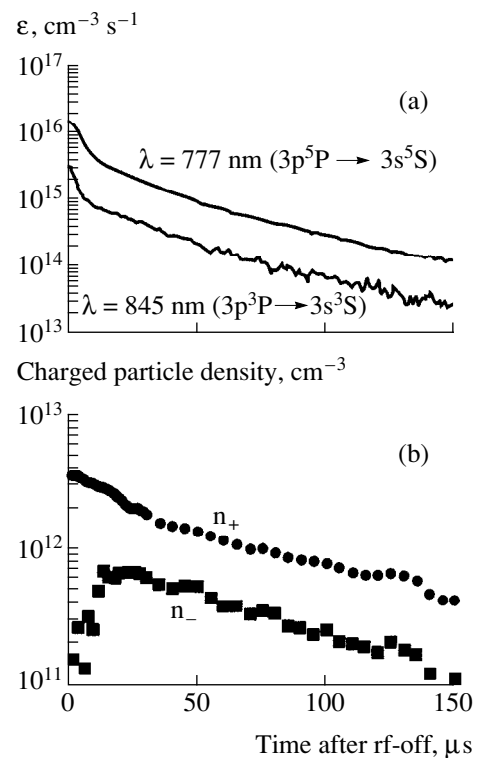 ε, cm⁻³ s⁻¹
10¹⁷
(a)
10¹⁶
λ = 777 nm (3p⁵P → 3s⁵S)
10¹⁵
10¹⁴
λ = 845 nm (3p³P→3s³S)
10¹³
Charged particle density, cm⁻³
10¹³
(b)
n₊
10¹²
n₋
10¹¹
0 50 100 150
Time after rf-off, μs